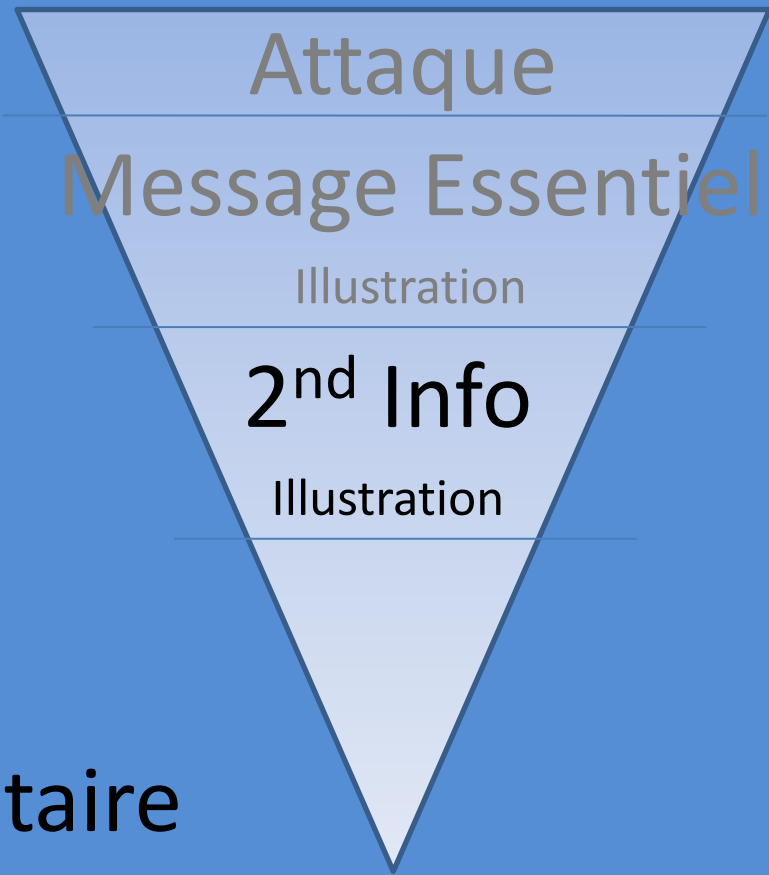 Attaque
Message Essentiel
Illustration
2nd Info
Illustration
taire